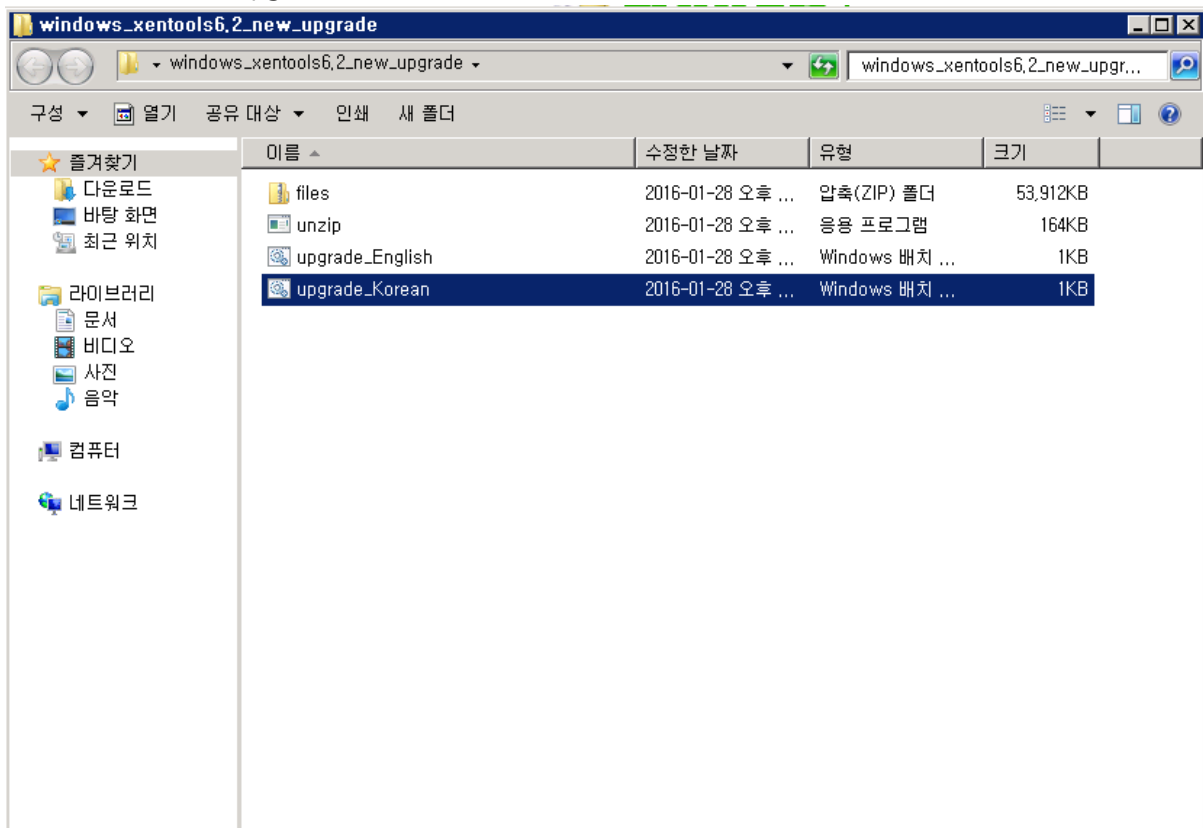 windows_xentools6.2_new_upgrade
windows_xentools6.2_new_upgrade
windows_xentools6.2_new_upgr...
구성 열기 공유 대상 인쇄 새 폴더
이름 수정한 날짜 유형 크기
즐겨찾기
다운로드
바탕 화면
최근 위치
라이브러리
문서
비디오
사진
음악
컴퓨터
네트워크
files 2016-01-28 오후 ... 압축(ZIP) 폴더 53,912KB
unzip 2016-01-28 오후 ... 응용 프로그램 164KB
upgrade_English 2016-01-28 오후 ... Windows 배치 ... 1KB
upgrade_Korean 2016-01-28 오후 ... Windows 배치 ... 1KB